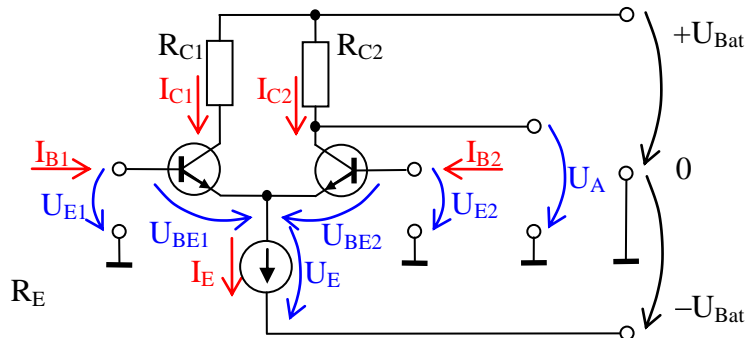 R_C1 R_C2 +U_Bat
I_C1 I_C2
I_B1 I_B2 0
U_E1 U_BE1 U_BE2 U_E2 U_A
I_E U_E
R_E −U_Bat